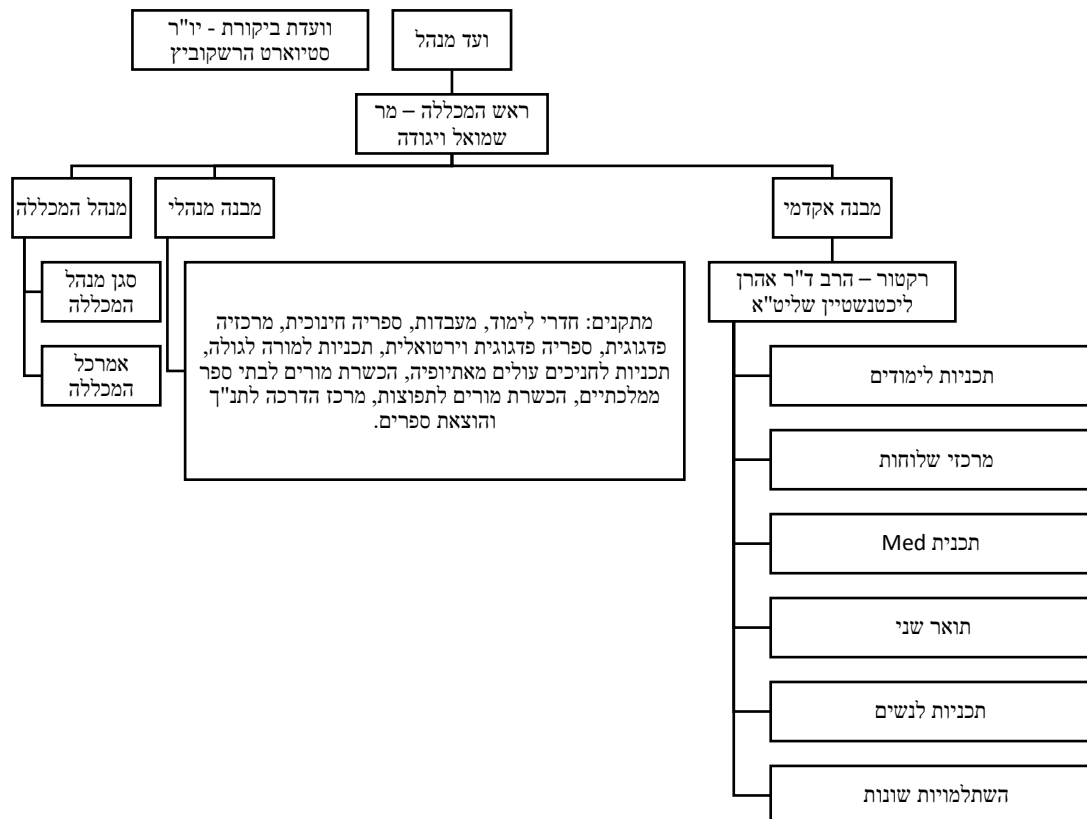 ועד מנהל
וועדת ביקורת - יו"ר
סטיוארט הרשקוביץ
ראש המכללה – מר
שמואל ויגודה
מבנה אקדמי
מבנה מנהלי
מנהל המכללה
רקטור – הרב ד"ר אהרן
ליכטנשטיין שליט"א
תכניות לימודים
מרכזי שלוחות
תכנית Med
תואר שני
תכניות לנשים
השתלמויות שונות
מתקנים: חדרי לימוד, מעבדות, ספריה חינוכית, מרכזיה
פדגוגית, ספריה פדגוגית וירטואלית, תכניות למורה לגולה,
תכניות לחניכים עולים מאתיופיה, הכשרת מורים לבתי ספר
ממלכתיים, הכשרת מורים לתפוצות, מרכז הדרכה לתנ"ך
והוצאת ספרים.
סגן מנהל
המכללה
אמרכל
המכללה